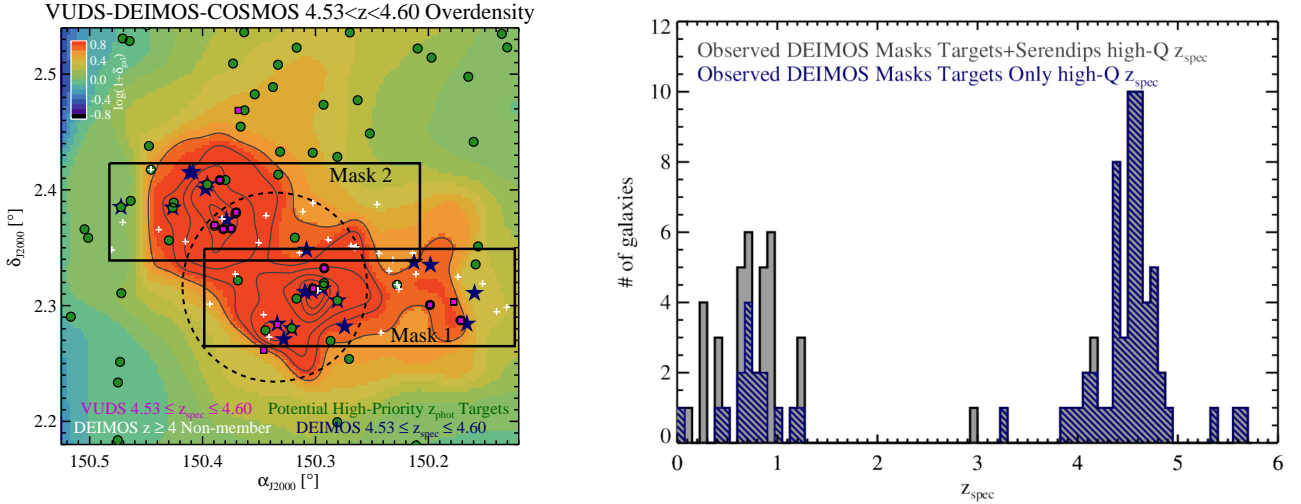 VUDS-DEIMOS-COSMOS 4.53<z<4.60 Overdensity
0.8
0.4
0.0
-0.4
-0.8
log(1+δgal)
Mask 2
Mask 1
VUDS 4.53 ≤ zspec ≤ 4.60
Potential High-Priority zphot Targets
DEIMOS z ≥ 4 Non-member
DEIMOS 4.53 ≤ zspec ≤ 4.60
2.5
2.4
2.3
2.2
δJ2000 [°]
150.5 150.4 150.3 150.2
αJ2000 [°]
Observed DEIMOS Masks Targets+Serendips high-Q zspec
Observed DEIMOS Masks Targets Only high-Q zspec
12
10
8
6
4
2
0
# of galaxies
0 1 2 3 4 5 6
zspec